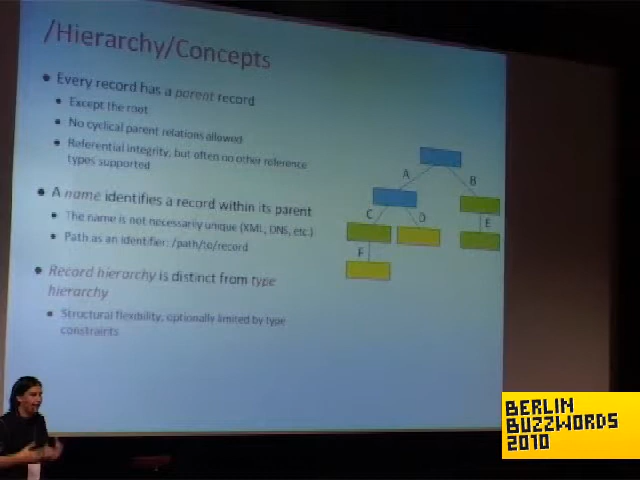 /Hierarchy/Concepts
• Every record has a parent record
• Except the root
• No cyclical parent relations allowed
• Referential integrity, but often no other reference
types supported
• A name identifies a record within its parent
• The name is not necessarily unique (XML, DNS, etc.)
• Path as an identifier: /path/to/record
• Record hierarchy is distinct from type
hierarchy
• Structural flexibility, optionally limited by type
constraints
A
B
C
D
E
F
BERLIN
BUZZWORDS
2010